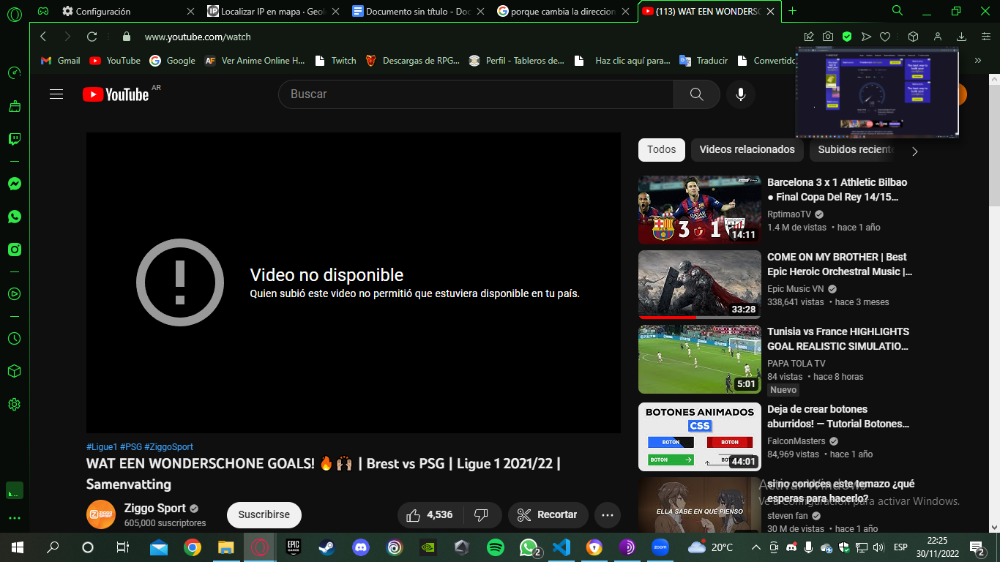 Configuración
Localizar IP en mapa · Geol
Documento sin título - Doc
porque cambia la direccion
(113) WAT EEN WONDERSC
www.youtube.com/watch
Gmail
YouTube
Google
Ver Anime Online H...
Twitch
Descargas de RPG...
Perfil - Tableros de...
Haz clic aquí para...
Traducir
Convertido
YouTube AR
Buscar
Todos
Videos relacionados
Subidos reciente
Video no disponible
Quien subió este video no permitió que estuviera disponible en tu país.
#Ligue1 #PSG #ZiggoSport
WAT EEN WONDERSCHONE GOALS! 🔥🙌🏼 | Brest vs PSG | Ligue 1 2021/22 |
Samenvatting
Ziggo Sport
605,000 suscriptores
Suscribirse
4,536
Recortar
3 1
14:11
Barcelona 3 x 1 Athletic Bilbao
● Final Copa Del Rey 14/15...
RptimaoTV
1.4 M de vistas • hace 1 año
33:28
COME ON MY BROTHER | Best
Epic Heroic Orchestral Music |...
Epic Music VN
338,641 vistas • hace 3 meses
5:01
Tunisia vs France HIGHLIGHTS
GOAL REALISTIC SIMULATIO...
PAPA TOLA TV
84 vistas • hace 8 horas
Nuevo
BOTONES ANIMADOS
CSS
BOTON
BOTON
BOTON
44:01
Deja de crear botones
aburridos! — Tutorial Botones...
FalconMasters
84,969 vistas • hace 1 año
ELLA SABE EN QUÉ PIENSO
si no conoces este temazo ¿qué
esperas para hacerlo?
steven fan
30 M de vistas • hace 1 año
Activar Windows
Ve a Configuración para activar Windows.
EPIC
GAMES
2
zoom
20°C
ESP
22:25
30/11/2022
2